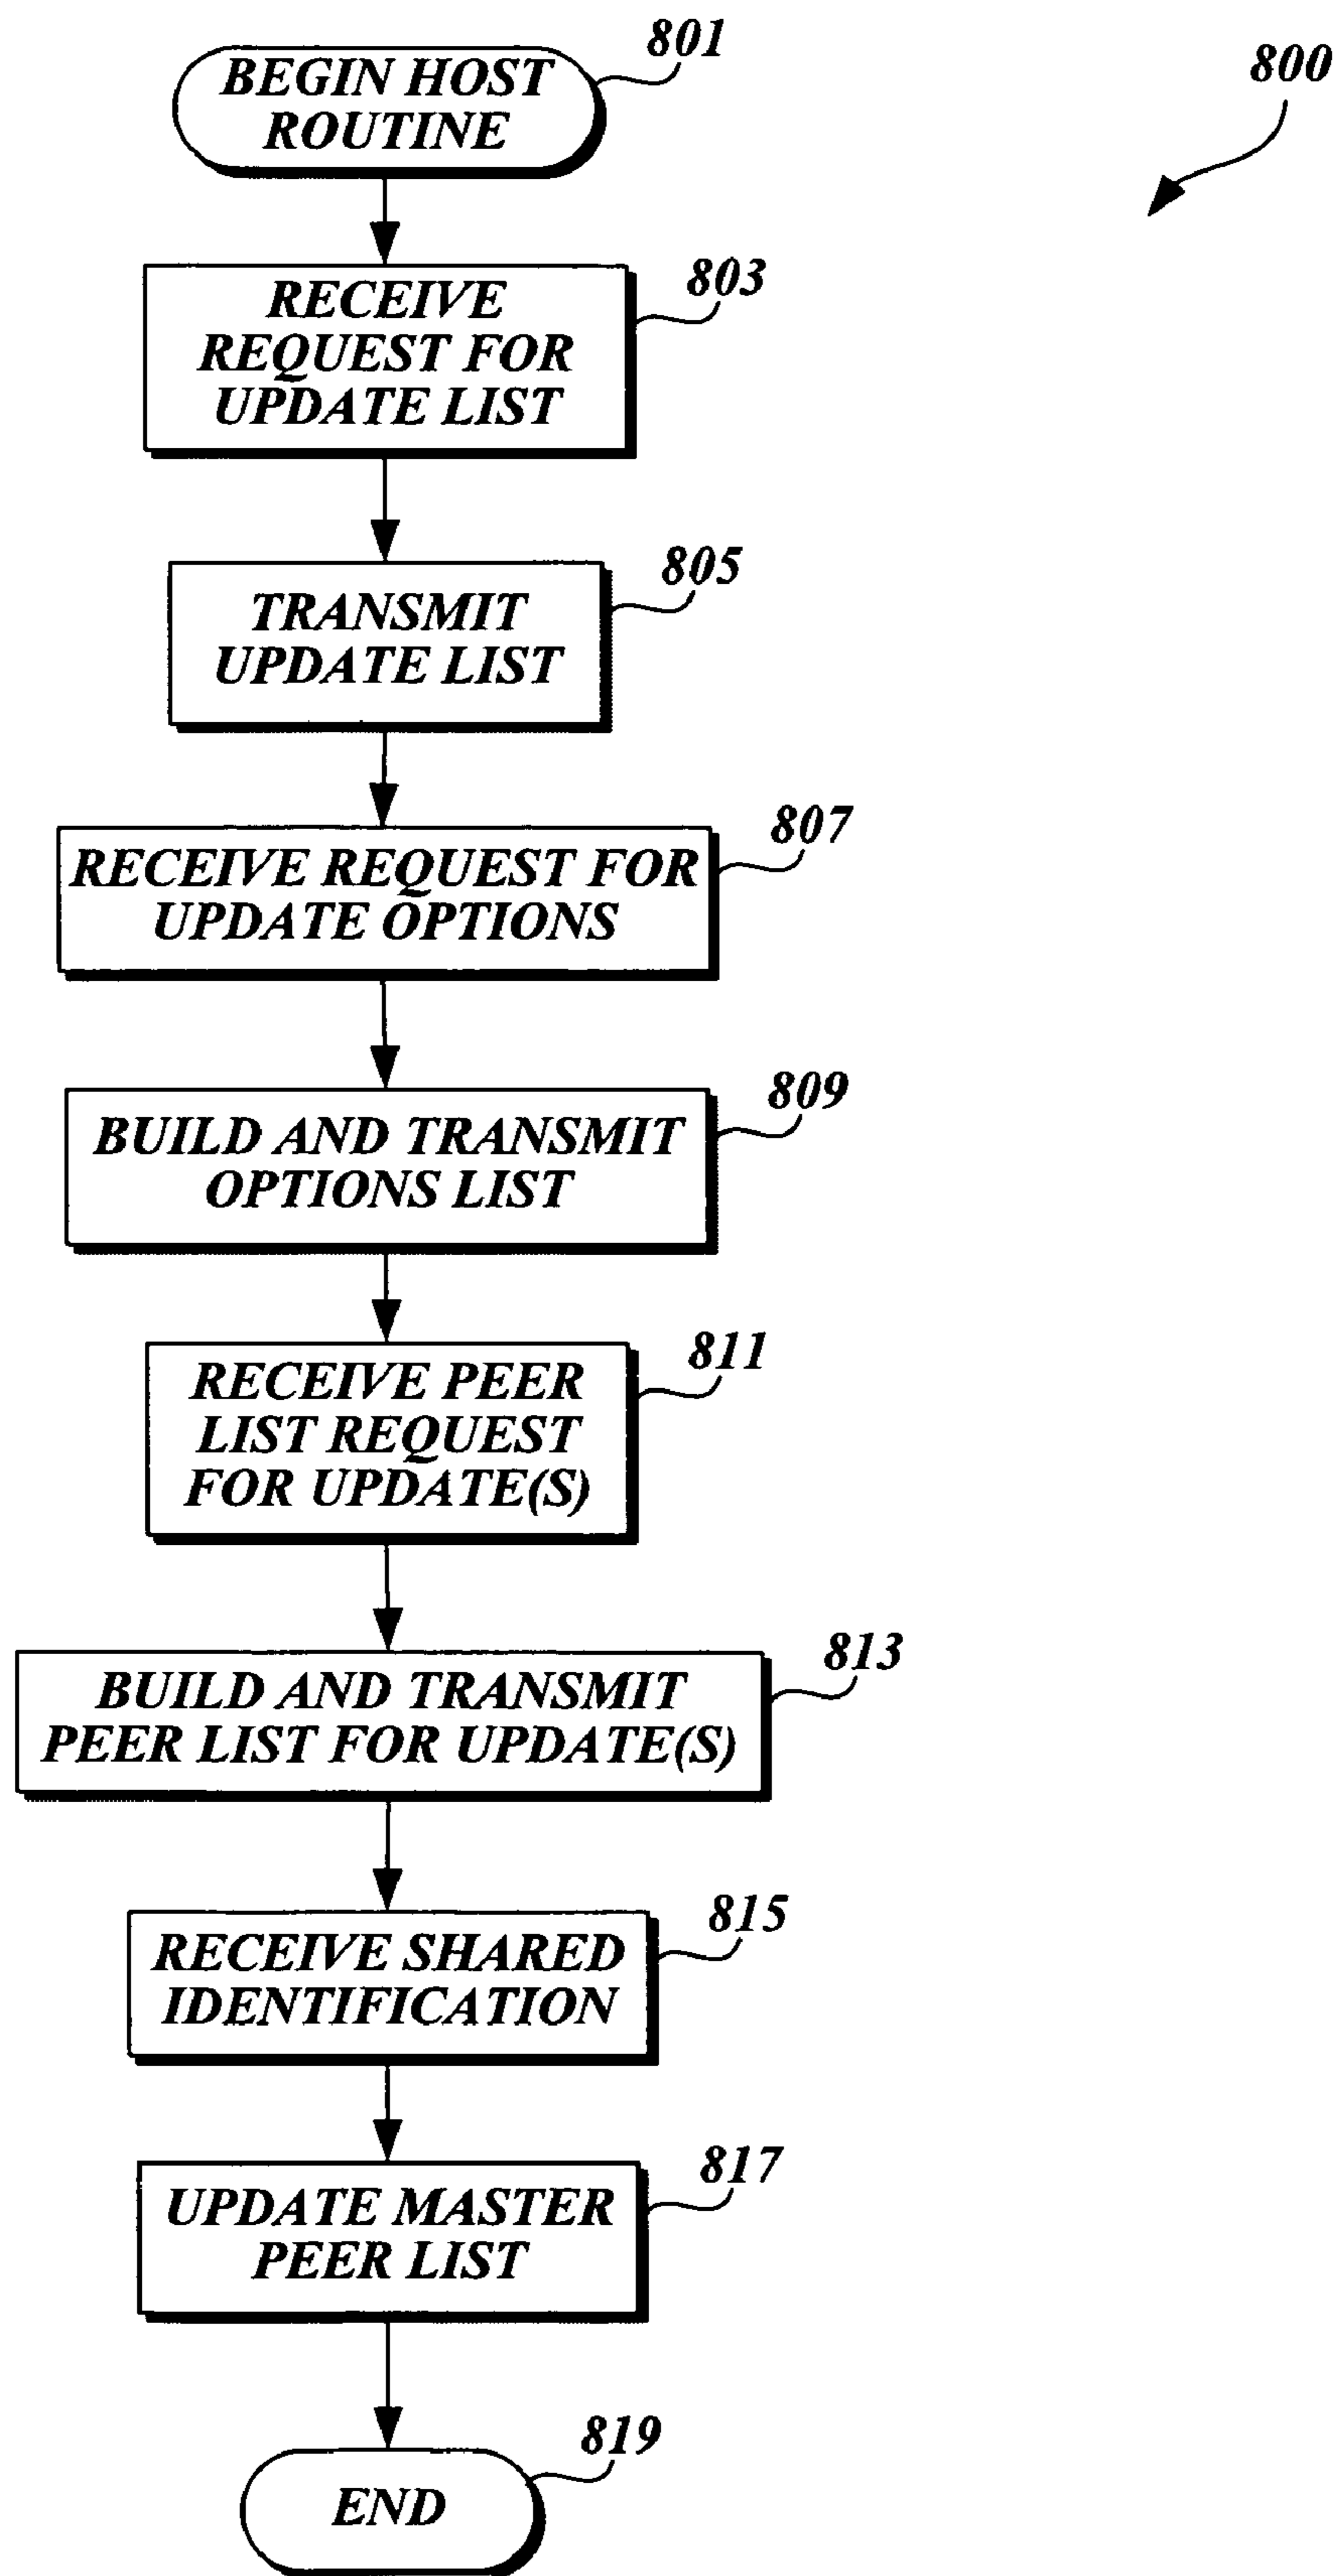 801
BEGIN HOST
ROUTINE
800
803
RECEIVE
REQUEST FOR
UPDATE LIST
805
TRANSMIT
UPDATE LIST
807
RECEIVE REQUEST FOR
UPDATE OPTIONS
809
BUILD AND TRANSMIT
OPTIONS LIST
811
RECEIVE PEER
LIST REQUEST
FOR UPDATE(S)
813
BUILD AND TRANSMIT
PEER LIST FOR UPDATE(S)
815
RECEIVE SHARED
IDENTIFICATION
817
UPDATE MASTER
PEER LIST
819
END